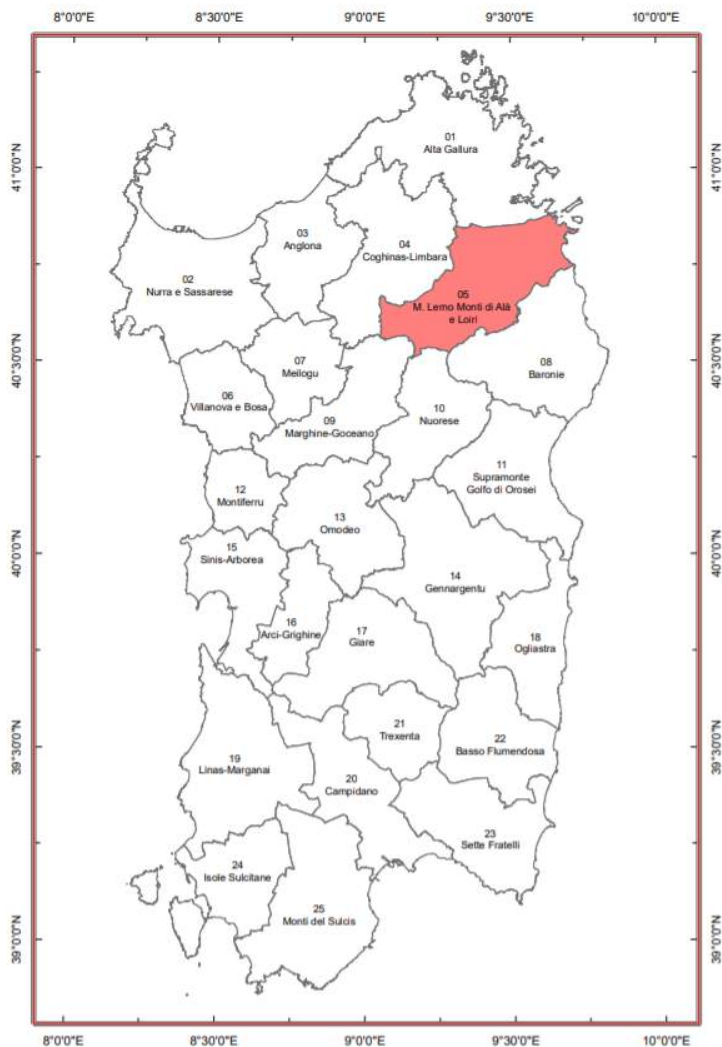 8°0'0"E
8°30'0"E
9°0'0"E
9°30'0"E
10°0'0"E
41°0'0"N
41°0'0"N
01
Alta Gallura
03
Anglona
04
Coghinas-Limbara
02
Nurra e Sassarese
05
M. Lerno Monti di Alà
e Loiri
40°30'0"N
40°30'0"N
07
Meilogu
08
Baronie
06
Villanova e Bosa
09
Marghine-Goceano
10
Nuorese
11
Supramonte
Golfo di Orosei
12
Montiferru
13
Omodeo
40°0'0"N
40°0'0"N
15
Sinis-Arborea
14
Gennargentu
16
Arci-Grighine
17
Giare
18
Ogliastra
21
Trexenta
22
Basso Flumendosa
39°30'0"N
39°30'0"N
19
Linas-Marganai
20
Campidano
23
Sette Fratelli
24
Isole Sulcitane
25
Monti del Sulcis
39°0'0"N
39°0'0"N
8°0'0"E
8°30'0"E
9°0'0"E
9°30'0"E
10°0'0"E